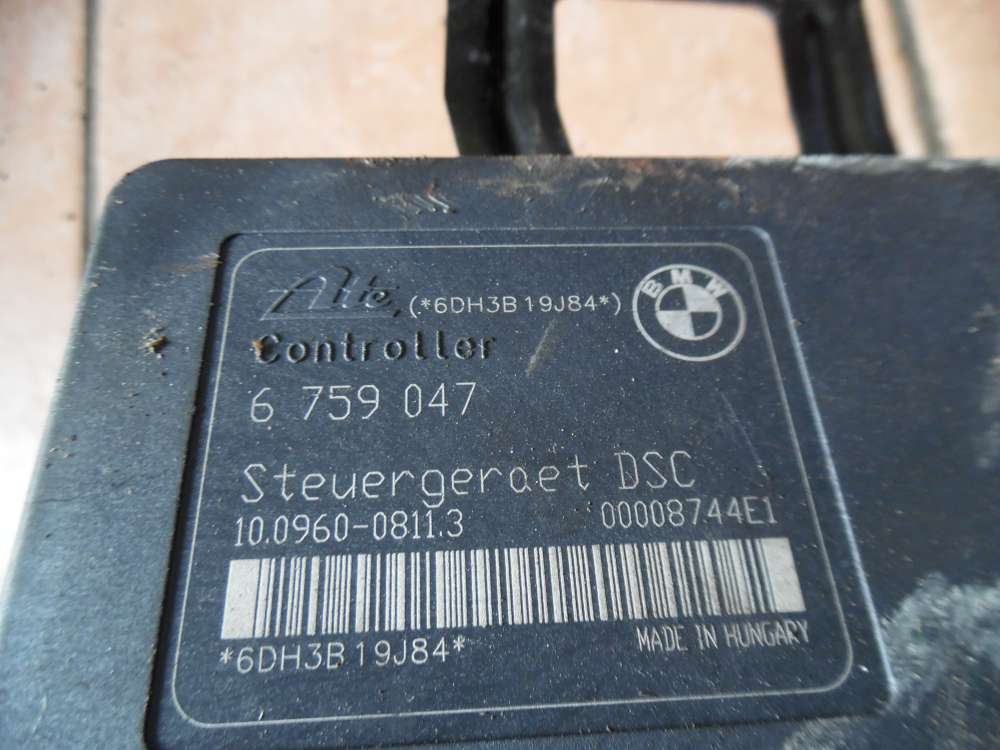 Ate (*6DH3B19J84*)
BMW
Controller
6 759 047
Steuergeraet DSC
10.0960-0811.3 00008744E1
*6DH3B19J84*
MADE IN HUNGARY